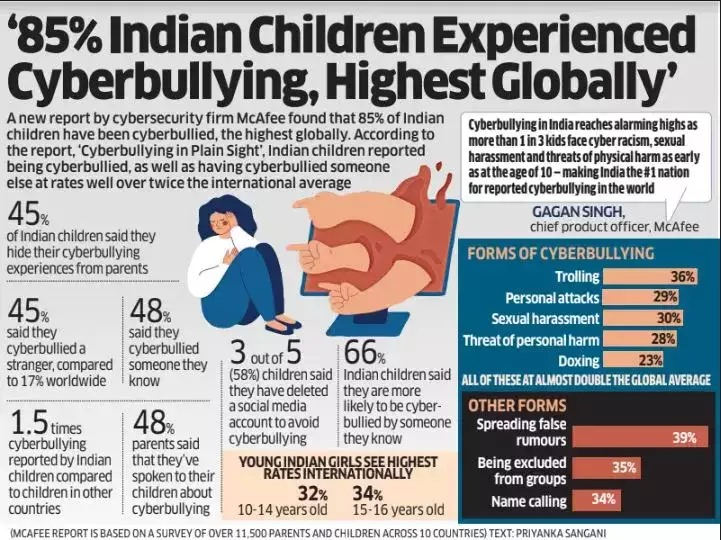 ‘85% Indian Children Experienced
Cyberbullying, Highest Globally’
A new report by cybersecurity firm McAfee found that 85% of Indian
children have been cyberbullied, the highest globally. According to
the report, ‘Cyberbullying in Plain Sight’, Indian children reported
being cyberbullied, as well as having cyberbullied someone
else at rates well over twice the international average
Cyberbullying in India reaches alarming highs as
more than 1 in 3 kids face cyber racism, sexual
harassment and threats of physical harm as early
as at the age of 10 – making India the #1 nation
for reported cyberbullying in the world
GAGAN SINGH,
chief product officer, McAfee
45%
of Indian children said they
hide their cyberbullying
experiences from parents
45%
said they
cyberbullied a
stranger, compared
to 17% worldwide
48%
said they
cyberbullied
someone they
know
3 out of 5
(58%) children said
they have deleted
a social media
account to avoid
cyberbullying
66%
Indian children said
they are more
likely to be cyber-
bullied by someone
they know
1.5 times
cyberbullying
reported by Indian
children compared
to children in other
countries
48%
parents said
that they’ve
spoken to their
children about
cyberbullying
YOUNG INDIAN GIRLS SEE HIGHEST
RATES INTERNATIONALLY
32%
10-14 years old
34%
15-16 years old
FORMS OF CYBERBULLYING
Trolling 36%
Personal attacks 29%
Sexual harassment 30%
Threat of personal harm 28%
Doxing 23%
ALL OF THESE AT ALMOST DOUBLE THE GLOBAL AVERAGE
OTHER FORMS
Spreading false
rumours 39%
Being excluded
from groups 35%
Name calling 34%
(MCAFEE REPORT IS BASED ON A SURVEY OF OVER 11,500 PARENTS AND CHILDREN ACROSS 10 COUNTRIES) TEXT: PRIYANKA SANGANI